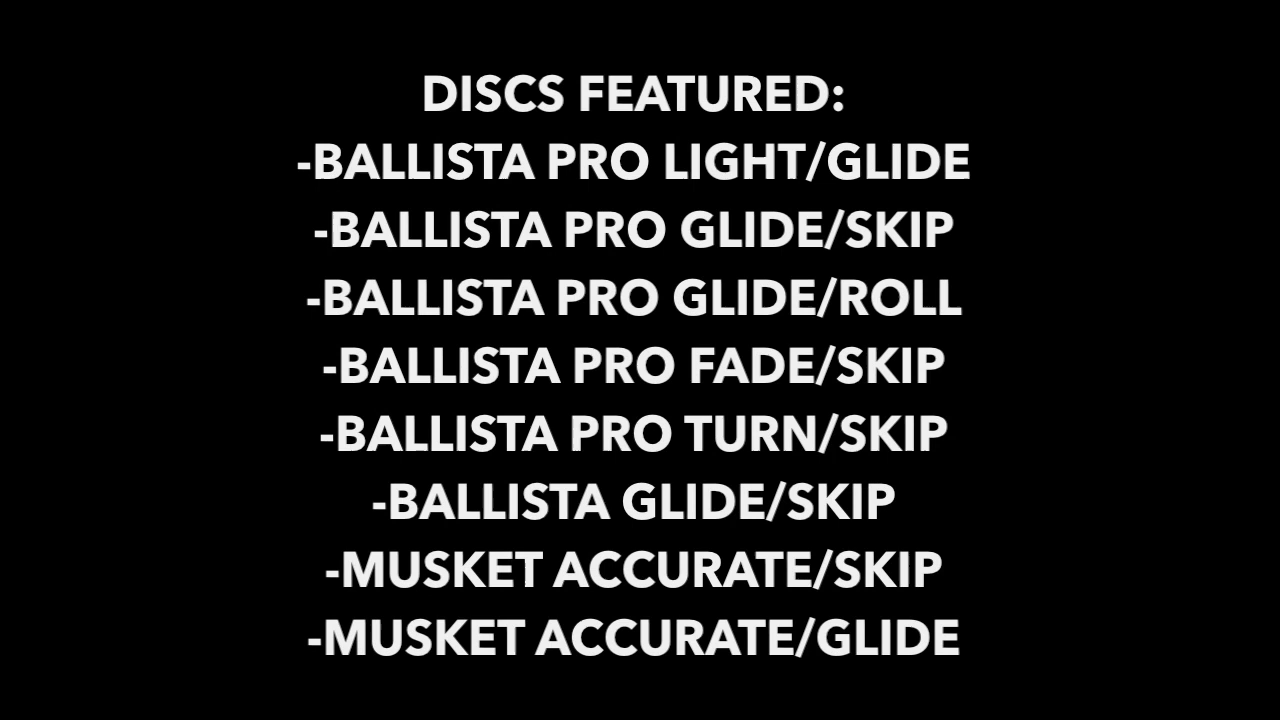 DISCS FEATURED:
-BALLISTA PRO LIGHT/GLIDE
-BALLISTA PRO GLIDE/SKIP
-BALLISTA PRO GLIDE/ROLL
-BALLISTA PRO FADE/SKIP
-BALLISTA PRO TURN/SKIP
-BALLISTA GLIDE/SKIP
-MUSKET ACCURATE/SKIP
-MUSKET ACCURATE/GLIDE